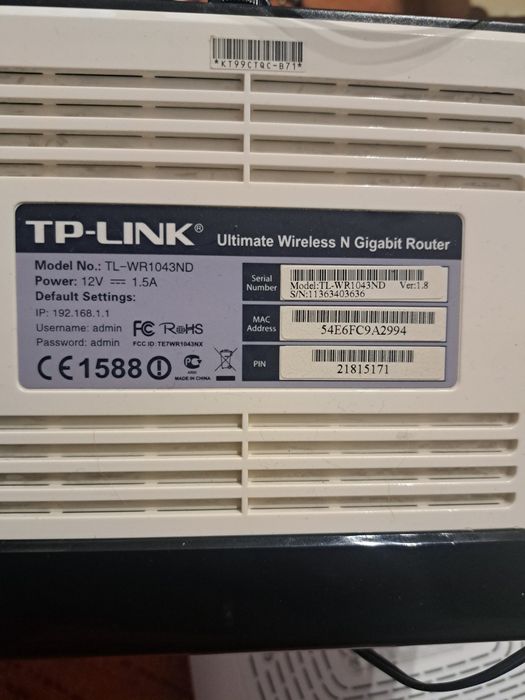 *KT99CTQC-B71*
TP-LINK® Ultimate Wireless N Gigabit Router
Model No.: TL-WR1043ND
Power: 12V ⎓ 1.5A
Default Settings:
IP: 192.168.1.1
Username: admin
Password: admin
FC RoHS
FCC ID: TE7WR1043NX
CE1588
MADE IN CHINA
Serial Number
Model:TL-WR1043ND Ver:1.8
S/N:11363403636
MAC Address
54E6FC9A2994
PIN
21815171